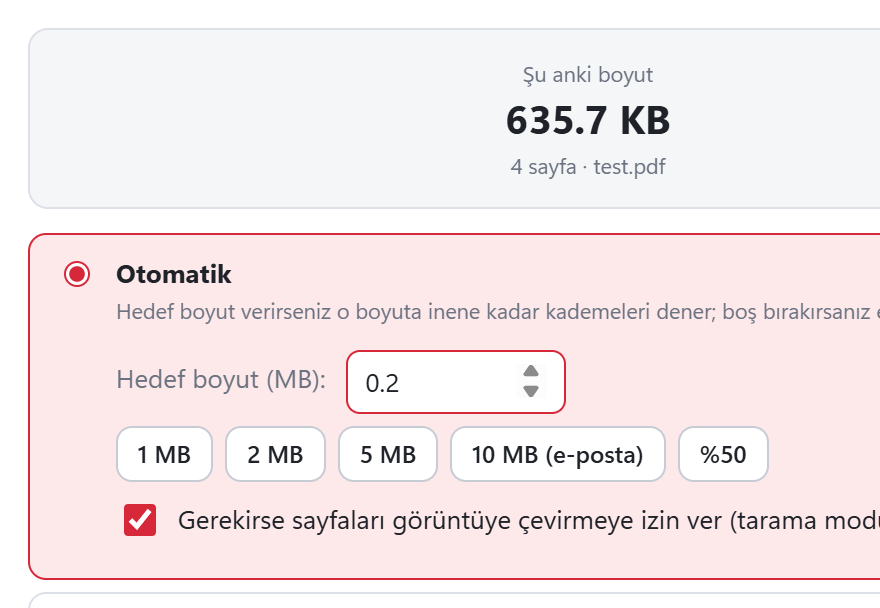 Şu anki boyut
635.7 KB
4 sayfa · test.pdf
Otomatik
Hedef boyut verirseniz o boyuta inene kadar kademeleri dener; boş bırakırsanız
Hedef boyut (MB): 0.2
1 MB 2 MB 5 MB 10 MB (e-posta) %50
Gerekirse sayfaları görüntüye çevirmeye izin ver (tarama